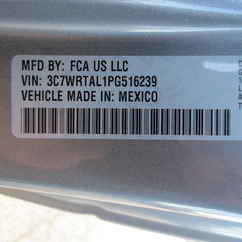 MFD BY: FCA US LLC
VIN: 3C7WRTAL1PG516239
VEHICLE MADE IN: MEXICO